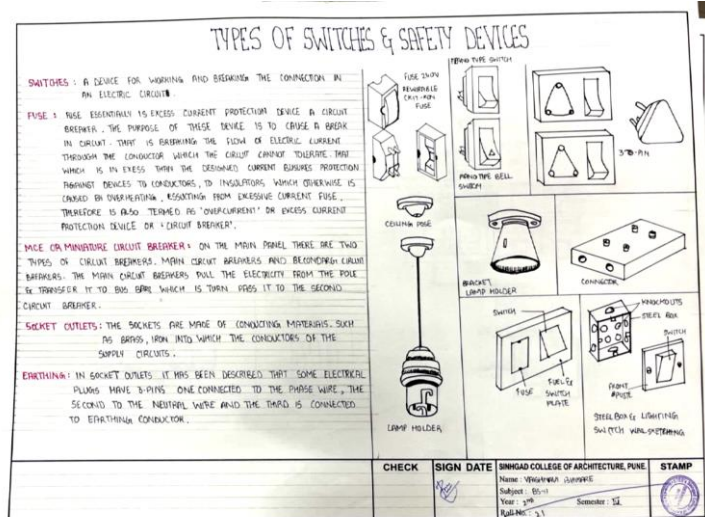 TYPES OF SWITCHES & SAFETY DEVICES
SWITCHES : A DEVICE FOR WORKING AND BREAKING THE CONNECTION IN
AN ELECTRIC CIRCUIT.
FUSE : FUSE ESSENTIALLY IS EXCESS CURRENT PROTECTION DEVICE A CIRCUIT
BREAKER. THE PURPOSE OF THESE DEVICE IS TO CAUSE A BREAK
IN CIRCUIT. THAT IS BREAKING THE FLOW OF ELECTRIC CURRENT
THROUGH THE CONDUCTOR WHICH THE CIRCUIT CANNOT TOLERATE. THAT
WHICH IS IN EXESS THAN THE DESIGNED CURRENT ENSURES PROTECTION
AGAINST DEVICES TO CONDUCTORS, TO INSULATORS WHICH OTHERWISE IS
CAUSED BY OVERHEATING, RESULTING FROM EXCESSIVE CURRENT FUSE,
THEREFORE IS ALSO TERMED AS "OVERCURRENT" OR EXCESS CURRENT
PROTECTION DEVICE OR "CIRCUIT BREAKER".
MCE OR MINIATURE CIRCUIT BREAKER : ON THE MAIN PANEL THERE ARE TWO
TYPES OF CIRCUIT BREAKERS. MAIN CIRCUIT BREAKERS AND SECONDARY CIRCUIT
BREAKERS. THE MAIN CIRCUIT BREAKERS PULL THE ELECTRICITY FROM THE POLE
& TRANSFER IT TO BUS BAR WHICH IS TURN PASS IT TO THE SECOND
CIRCUIT BREAKER.
SOCKET OUTLETS : THE SOCKETS ARE MADE OF CONDUCTING MATERIALS. SUCH
AS BRASS, IRON INTO WHICH THE CONDUCTORS OF THE
SUPPLY CIRCUITS.
EARTHING : IN SOCKET OUTLETS IT HAS BEEN DESCRIBED THAT SOME ELECTRICAL
PLUGS HAVE 3-PINS ONE CONNECTED TO THE PHASE WIRE, THE
SECOND TO THE NEUTRAL WIRE AND THE THIRD IS CONNECTED
TO EARTHING CONDUCTOR.
FUSE 240V
REWIRABLE
FUSE
PIANO TYPE SWITCH
PIANO TYPE BELL
SWITCH
3-PIN
CEILING ROSE
LAMP HOLDER
BRACKET
LAMP HOLDER
CONNECTOR
SWITCH
FUSE
FUSE &
SWITCH
PLATE
KNOCKOUTS
STEEL BOX
SWITCH
FRONT
PLATE
STEEL BOX & LIGHTING
SWITCH
CHECK
SIGN DATE
SINHGAD COLLEGE OF ARCHITECTURE, PUNE.
STAMP
Name :
Subject : BS-II
Year : 2nd
Semester :
Roll No. : 21